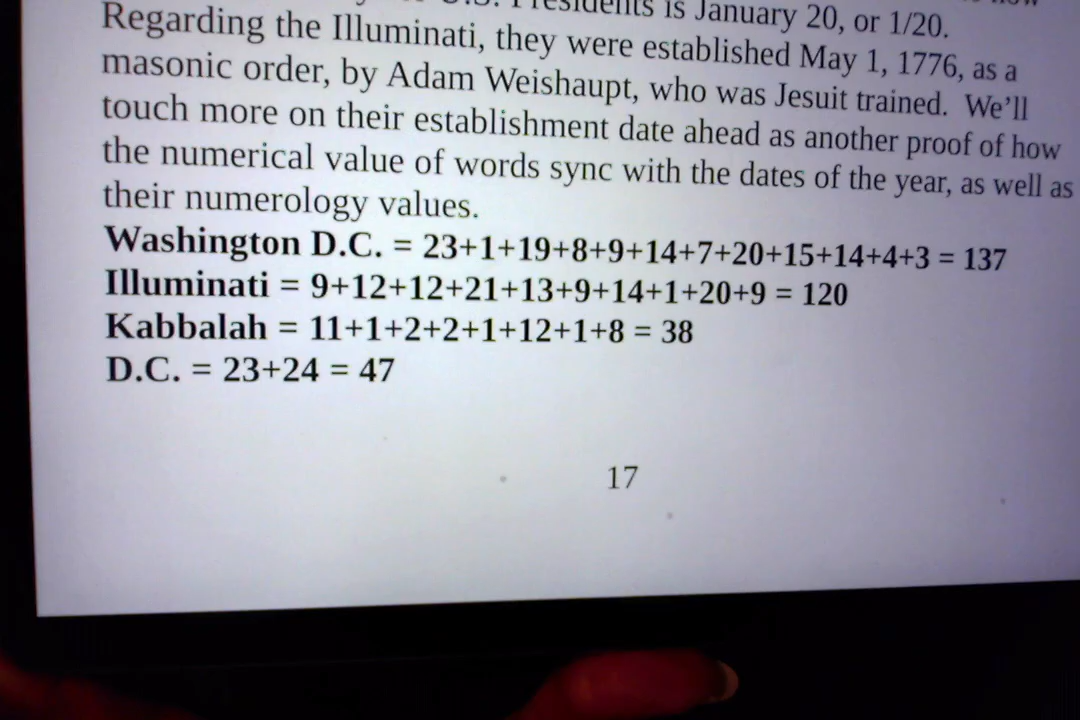 U.S. Presidents is January 20, or 1/20.
Regarding the Illuminati, they were established May 1, 1776, as a
masonic order, by Adam Weishaupt, who was Jesuit trained. We'll
touch more on their establishment date ahead as another proof of how
the numerical value of words sync with the dates of the year, as well as
their numerology values.
Washington D.C. = 23+1+19+8+9+14+7+20+15+14+4+3 = 137
Illuminati = 9+12+12+21+13+9+14+1+20+9 = 120
Kabbalah = 11+1+2+2+1+12+1+8 = 38
D.C. = 23+24 = 47
17